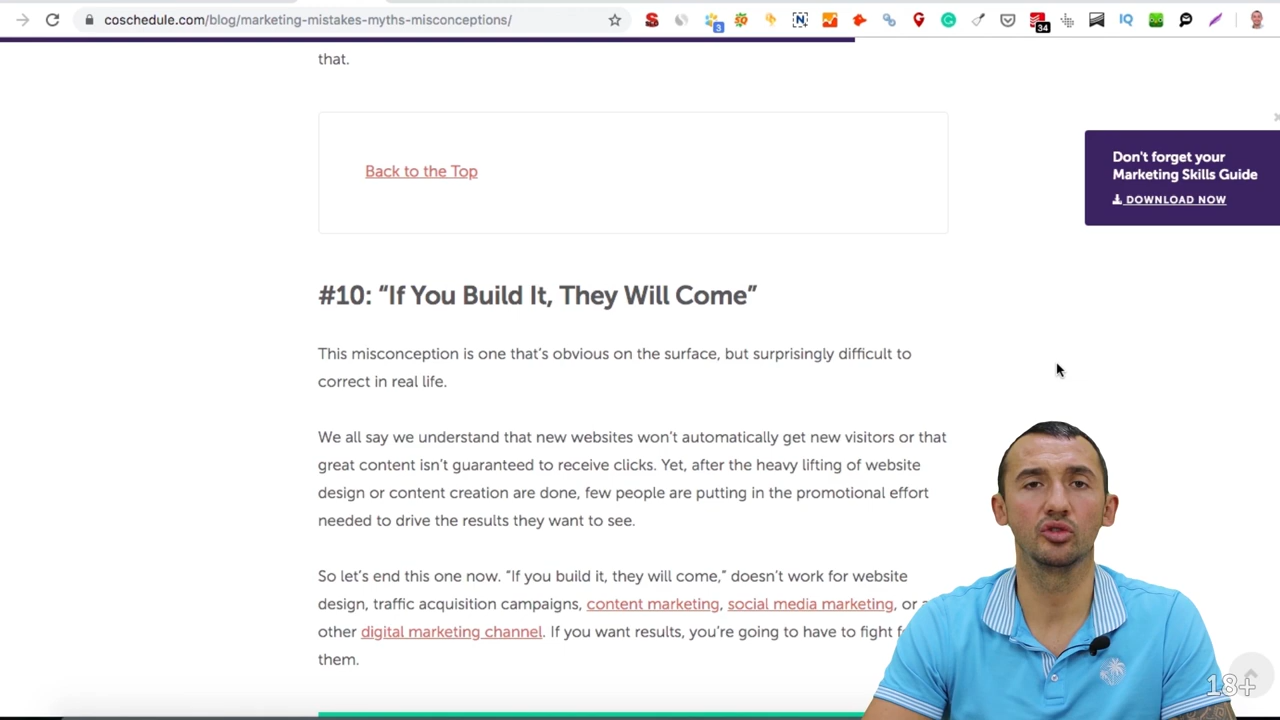 coschedule.com/blog/marketing-mistakes-myths-misconceptions/
3
34
that.
Back to the Top
Don't forget your
Marketing Skills Guide
DOWNLOAD NOW
#10: “If You Build It, They Will Come”
This misconception is one that’s obvious on the surface, but surprisingly difficult to
correct in real life.
We all say we understand that new websites won’t automatically get new visitors or that
great content isn’t guaranteed to receive clicks. Yet, after the heavy lifting of website
design or content creation are done, few people are putting in the promotional effort
needed to drive the results they want to see.
So let’s end this one now. “If you build it, they will come,” doesn’t work for website
design, traffic acquisition campaigns, content marketing, social media marketing, or
other digital marketing channel. If you want results, you’re going to have to fight
them.
18+